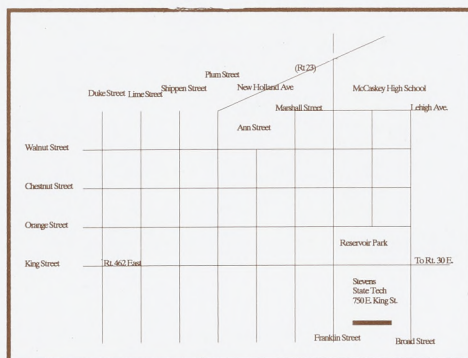 (Rt 23)
Plum Street
Shippen Street
New Holland Ave
McCaskey High School
Duke Street
Lime Street
Marshall Street
Lehigh Ave.
Ann Street
Walnut Street
Chestnut Street
Orange Street
Reservoir Park
King Street
Rt. 462 East
To Rt. 30 E.
Stevens
State Tech
750 E. King St.
Franklin Street
Broad Street